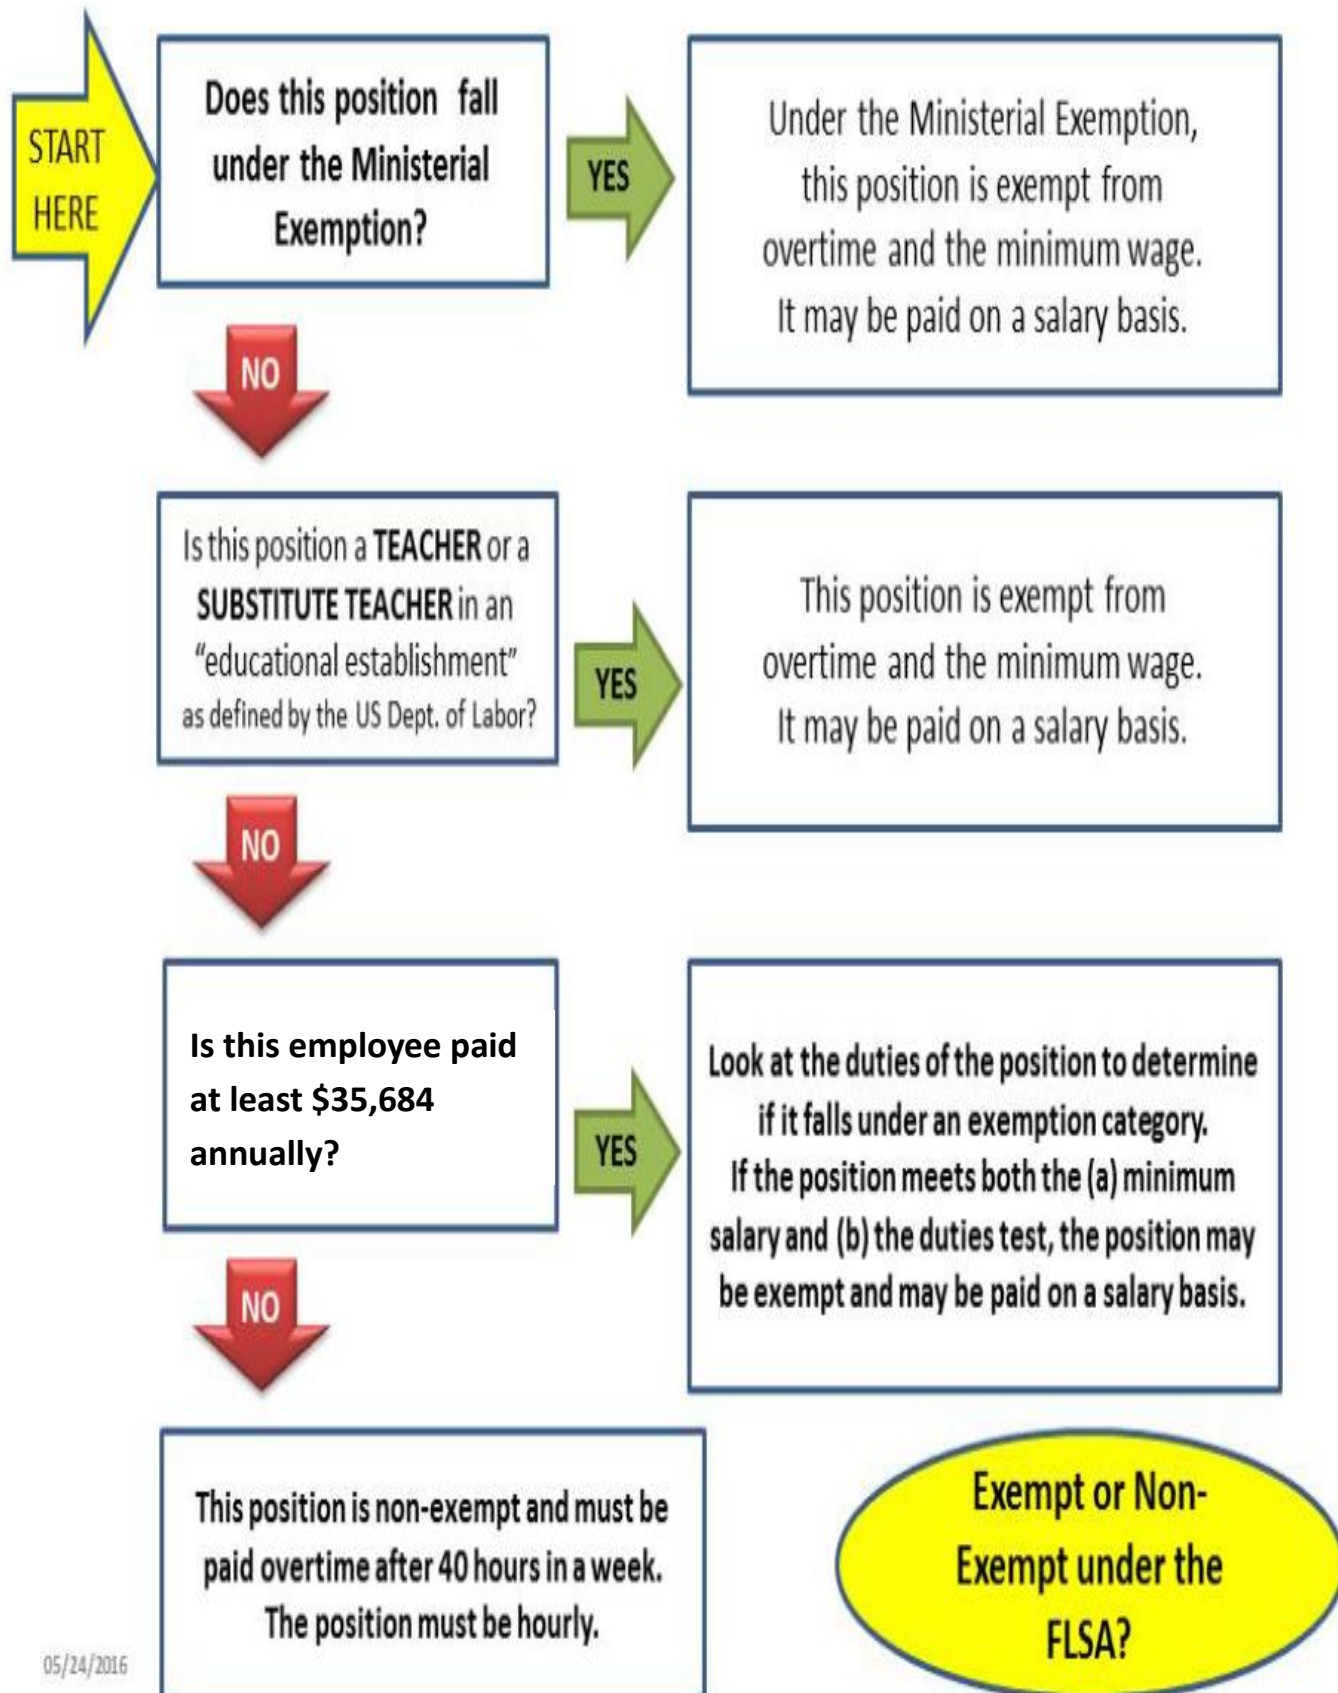 START
HERE
Does this position fall
under the Ministerial
Exemption?
YES
Under the Ministerial Exemption,
this position is exempt from
overtime and the minimum wage.
It may be paid on a salary basis.
NO
Is this position a TEACHER or a
SUBSTITUTE TEACHER in an
“educational establishment”
as defined by the US Dept. of Labor?
YES
This position is exempt from
overtime and the minimum wage.
It may be paid on a salary basis.
NO
Is this employee paid
at least $35,684
annually?
YES
Look at the duties of the position to determine
if it falls under an exemption category.
If the position meets both the (a) minimum
salary and (b) the duties test, the position may
be exempt and may be paid on a salary basis.
NO
This position is non-exempt and must be
paid overtime after 40 hours in a week.
The position must be hourly.
Exempt or Non-
Exempt under the
FLSA?
05/24/2016